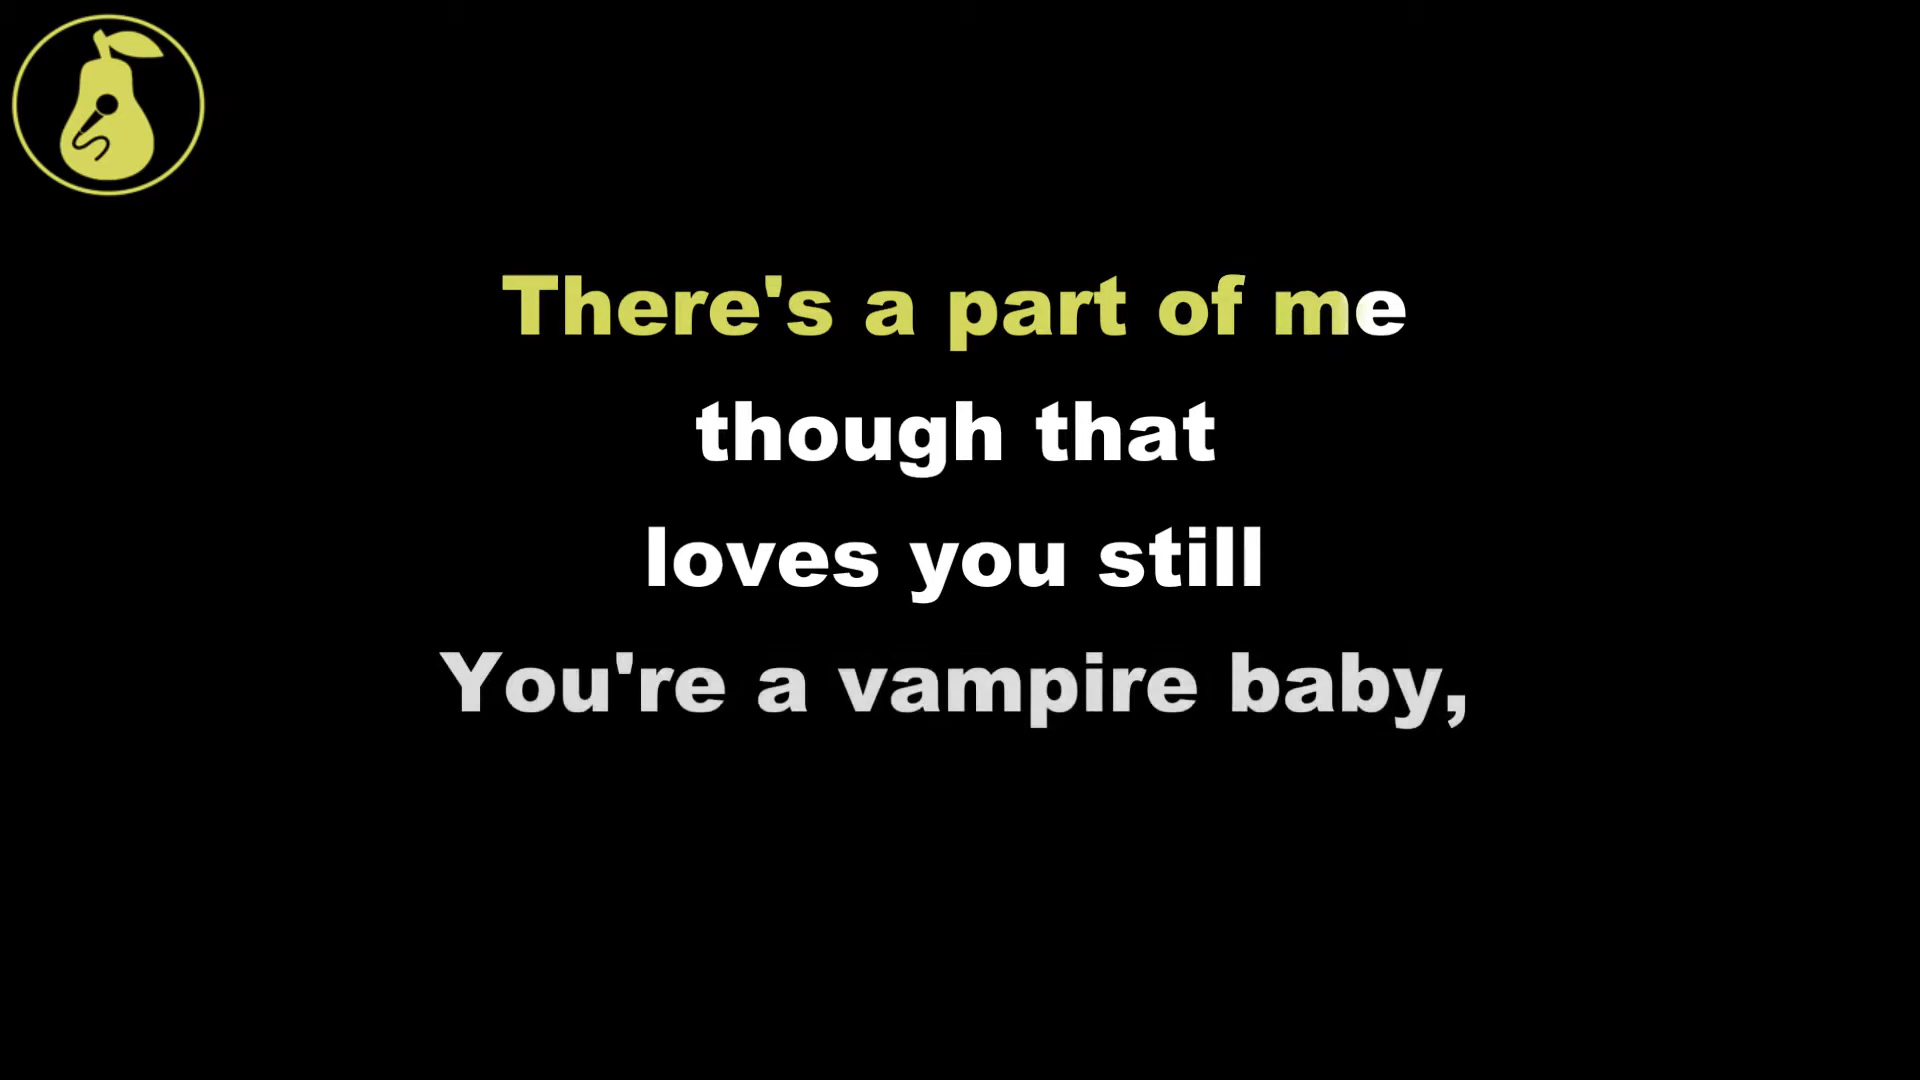 There's a part of me
though that
loves you still
You're a vampire baby,